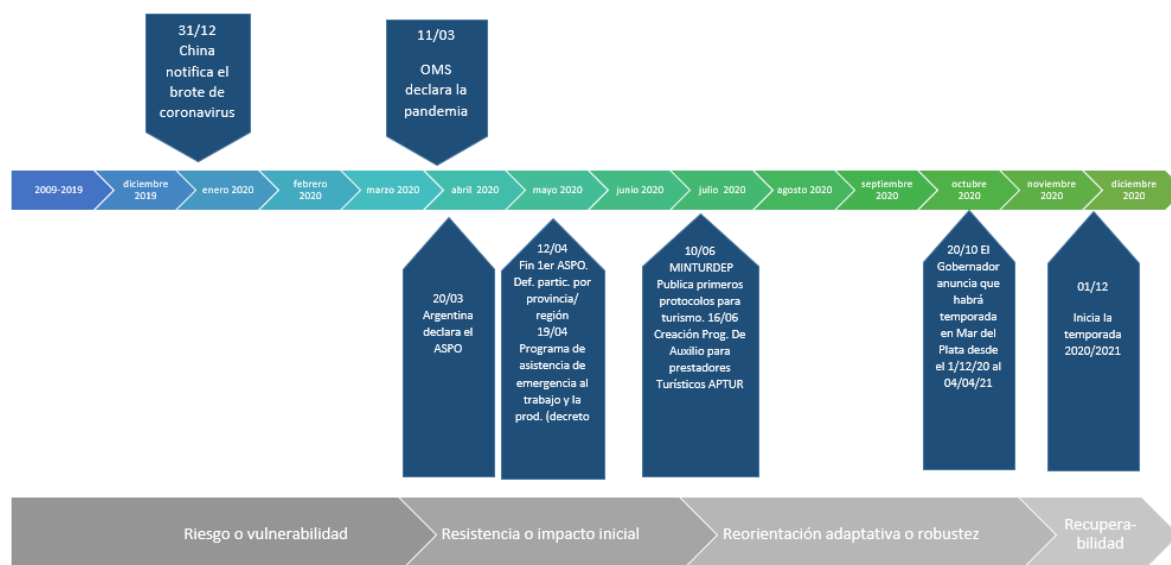 31/12
China
notifica el
brote de
coronavirus
11/03
OMS
declara la
pandemia
2009-2019
diciembre
2019
enero 2020
febrero
2020
marzo 2020
abril 2020
mayo 2020
junio 2020
julio 2020
agosto 2020
septiembre
2020
octubre
2020
noviembre
2020
diciembre
2020
20/03
Argentina
declara el
ASPO
12/04
Fin 1er ASPO.
Def. partic. por
provincia/
región
19/04
Programa de
asistencia de
emergencia al
trabajo y la
prod. (decreto
10/06
MINTURDEP
Publica primeros
protocolos para
turismo. 16/06
Creación Prog. De
Auxilio para
prestadores
Turísticos APTUR
20/10 El
Gobernador
anuncia que
habrá
temporada
en Mar del
Plata desde
el 1/12/20 al
04/04/21
01/12
Inicia la
temporada
2020/2021
Riesgo o vulnerabilidad
Resistencia o impacto inicial
Reorientación adaptativa o robustez
Recupera-
bilidad